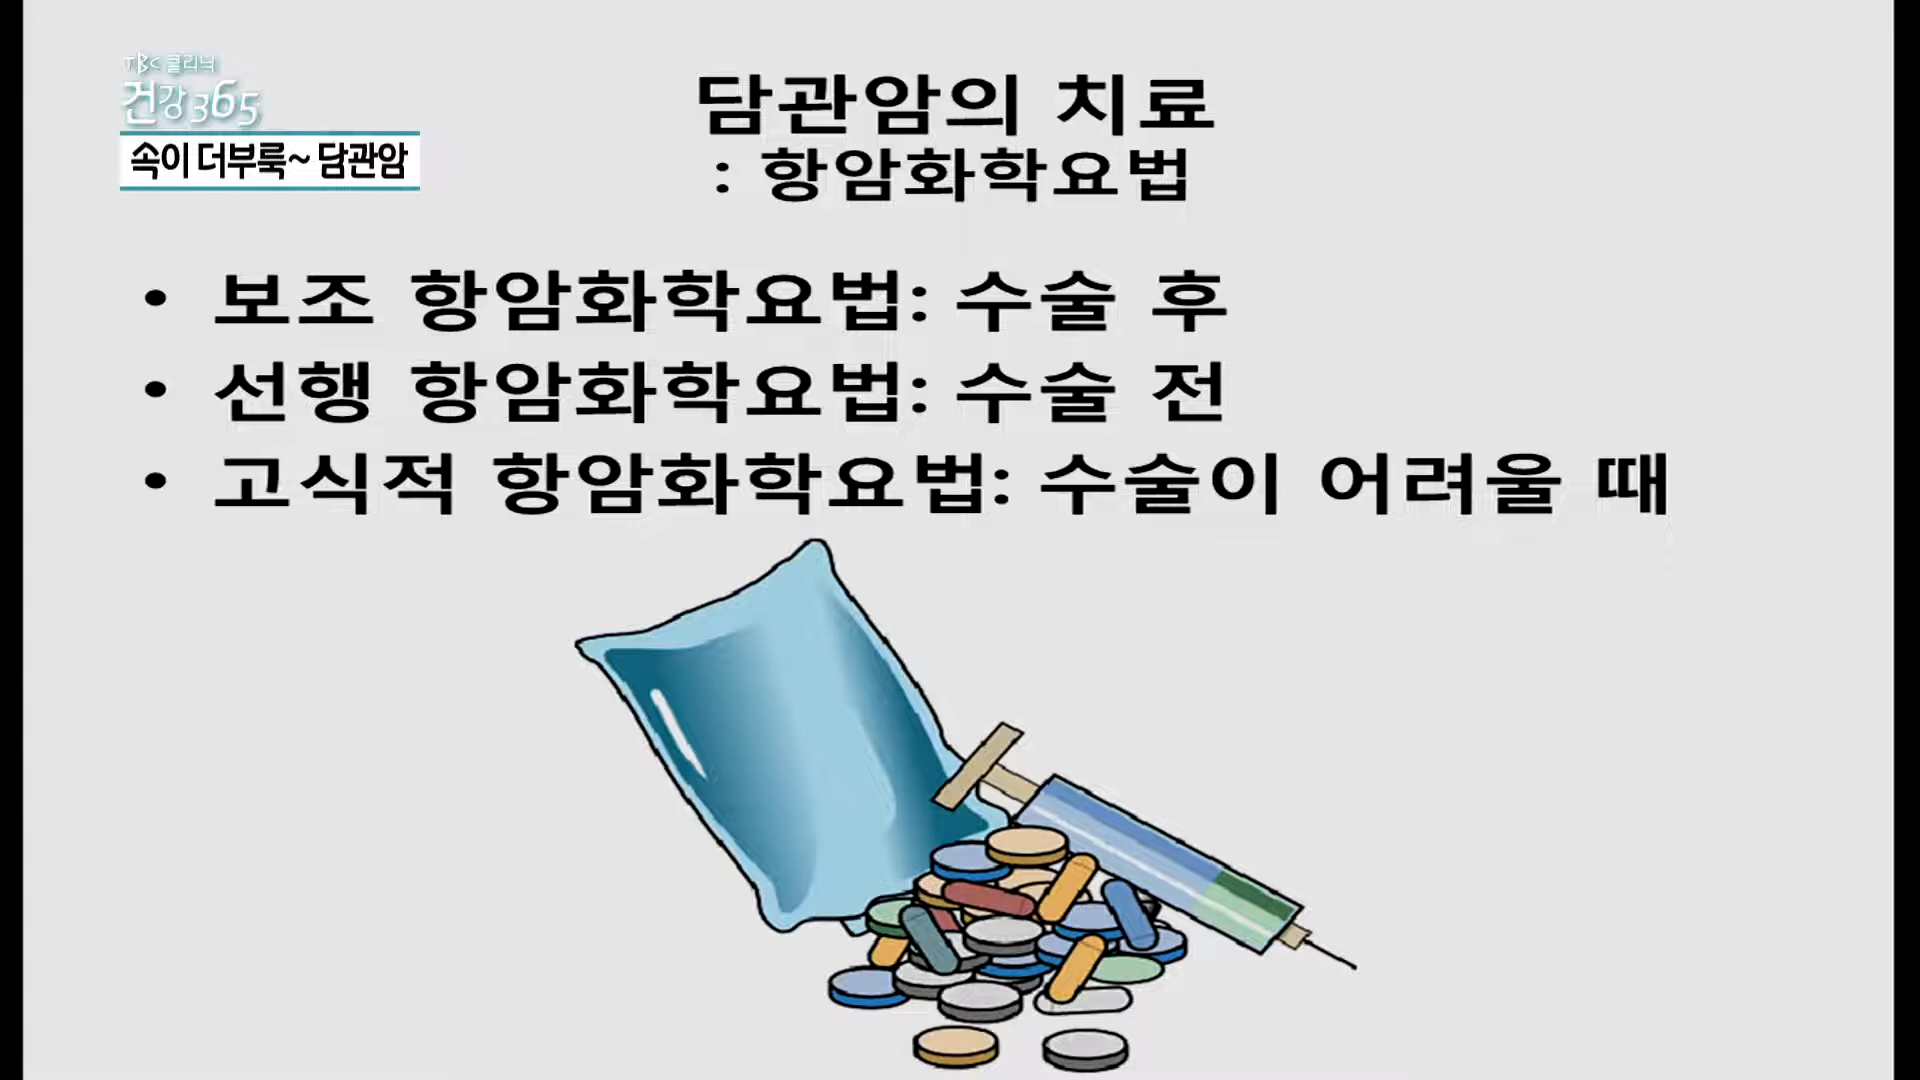 TBC 클리닉
건강 365
속이 더부룩~ 담관암
담관암의 치료
: 항암화학요법
• 보조 항암화학요법: 수술 후
• 선행 항암화학요법: 수술 전
• 고식적 항암화학요법: 수술이 어려울 때